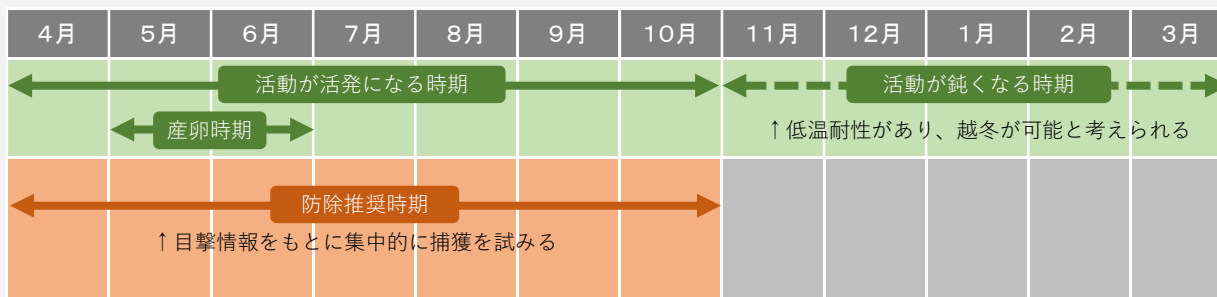 4月 5月 6月 7月 8月 9月 10月 11月 12月 1月 2月 3月
活動が活発になる時期 活動が鈍くなる時期
産卵時期 ↑低温耐性があり、越冬が可能と考えられる
防除推奨時期
↑目撃情報をもとに集中的に捕獲を試みる